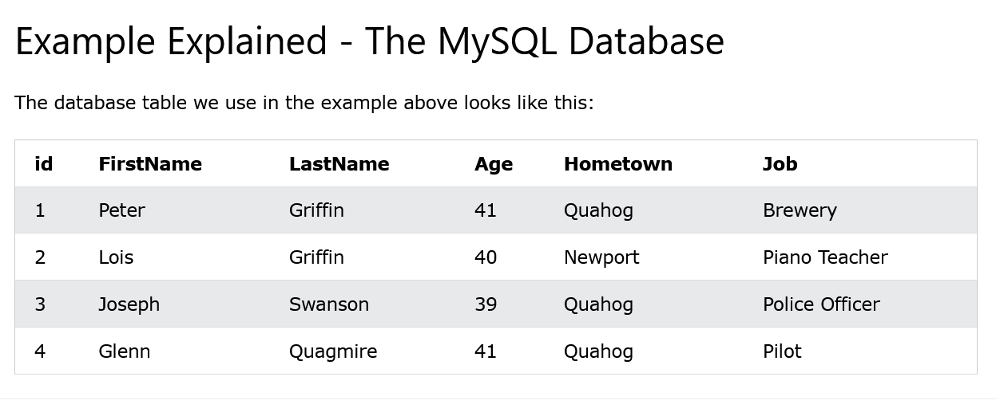 Example Explained - The MySQL Database
The database table we use in the example above looks like this:
id FirstName LastName Age Hometown Job
1 Peter Griffin 41 Quahog Brewery
2 Lois Griffin 40 Newport Piano Teacher
3 Joseph Swanson 39 Quahog Police Officer
4 Glenn Quagmire 41 Quahog Pilot